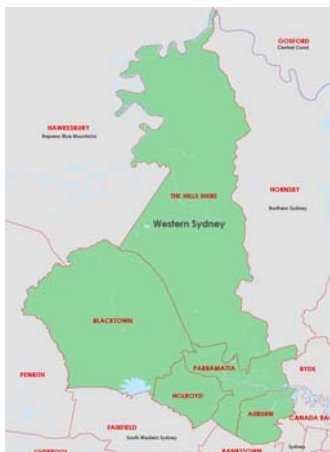 GOSFORD
Central Coast
HAWKESBURY
Nepean Blue Mountains
THE HILLS SHIRE
HORNSBY
Northern Sydney
Western Sydney
BLACKTOWN
PARRAMATTA
RYDE
PENRITH
HOLROYD
AUBURN
CANADA BA
FAIRFIELD
South Western Sydney
Sydney
LIVERPOOL
BANKSTOWN